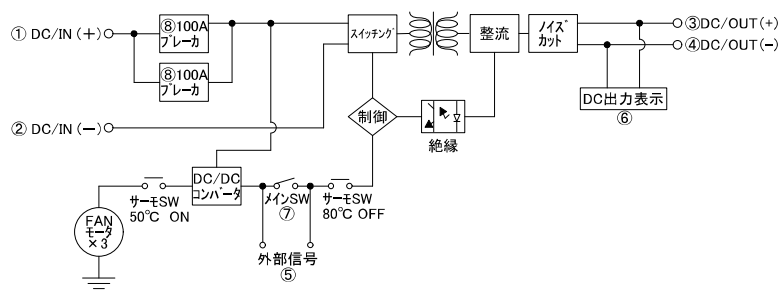 ① DC/IN(+)
⑧100A
ブレーカ
⑧100A
ブレーカ
スイッチング
整流
ノイズ
カット
③DC/OUT(+)
④DC/OUT(-)
DC出力表示
⑥
② DC/IN(-)
制御
絶縁
DC/DC
コンバータ
サーモSW
50℃ ON
メインSW
⑦
サーモSW
80℃ OFF
FAN
モータ
×3
外部信号
⑤